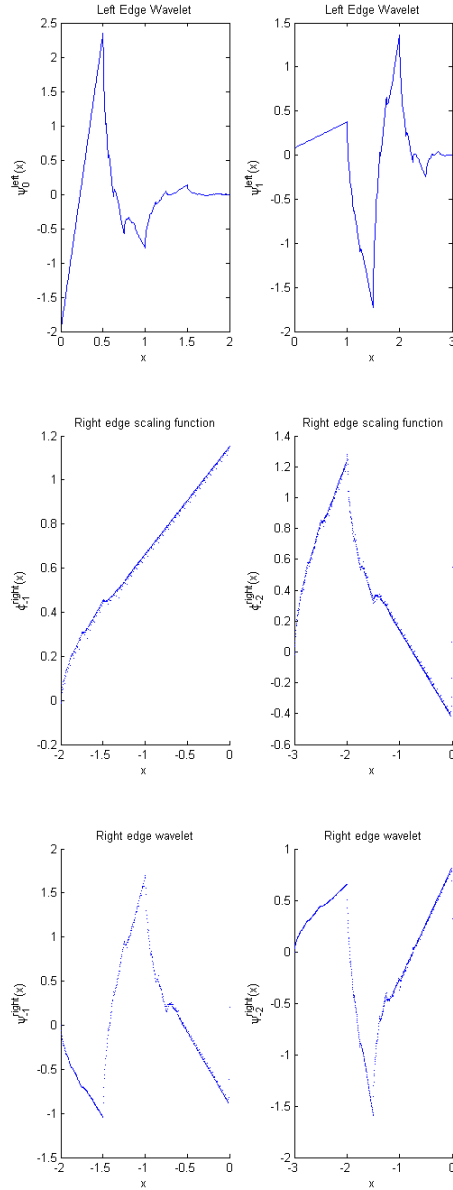 Left Edge Wavelet
2.5
2
1.5
1
0.5
0
-0.5
-1
-1.5
-2
ψ₀ˡᵉᶠᵗ(x)
0 0.5 1 1.5 2
x
Left Edge Wavelet
1.5
1
0.5
0
-0.5
-1
-1.5
-2
ψ₁ˡᵉᶠᵗ(x)
0 1 2 3
x
Right edge scaling function
1.2
1
0.8
0.6
0.4
0.2
0
-0.2
ϕ₋₁ʳⁱᵍʰᵗ(x)
-2 -1.5 -1 -0.5 0
x
Right edge scaling function
1.4
1.2
1
0.8
0.6
0.4
0.2
0
-0.2
-0.4
-0.6
ϕ₋₂ʳⁱᵍʰᵗ(x)
-3 -2 -1 0
x
Right edge wavelet
2
1.5
1
0.5
0
-0.5
-1
-1.5
ψ₋₁ʳⁱᵍʰᵗ(x)
-2 -1.5 -1 -0.5 0
x
Right edge wavelet
1
0.5
0
-0.5
-1
-1.5
-2
ψ₋₂ʳⁱᵍʰᵗ(x)
-3 -2 -1 0
x